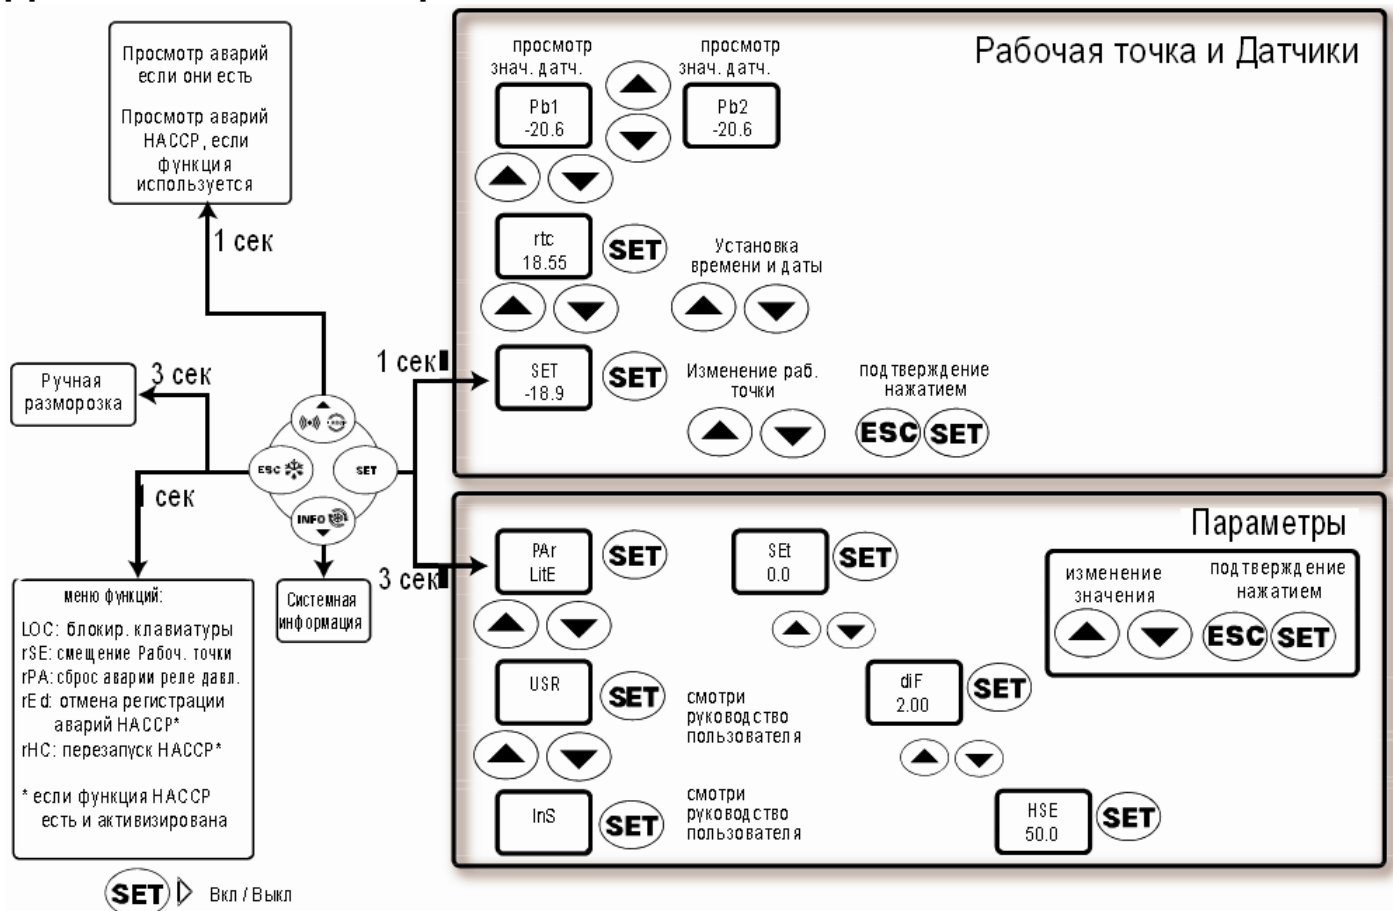 Просмотр аварий
если они есть
Просмотр аварий
НАССР, если
функция
используется
1 сек
Ручная
разморозка
3 сек
ESC
SET
INFO
1 сек
3 сек
сек
меню функций:
LOC: блокир. клавиатуры
rSE: смещение Рабоч. точки
rPA: сброс аварии реле давл.
rEd: отмена регистрации
аварий НАССР*
rHC: перезапуск НАССР*
* если функция НАССР
есть и активизирована
Системная
информация
SET Вкл / Выкл
Рабочая точка и Датчики
просмотр
знач. датч.
Pb1
-20.6
просмотр
знач. датч.
Pb2
-20.6
rtc
18.55
SET
Установка
времени и даты
SET
-18.9
SET
Изменение раб.
точки
подтверждение
нажатием
ESC SET
Параметры
PAr
LitE
SET
SEt
0.0
SET
изменение
значения
подтверждение
нажатием
ESC SET
USR
SET
смотри
руководство
пользователя
diF
2.00
SET
InS
SET
смотри
руководство
пользователя
HSE
50.0
SET